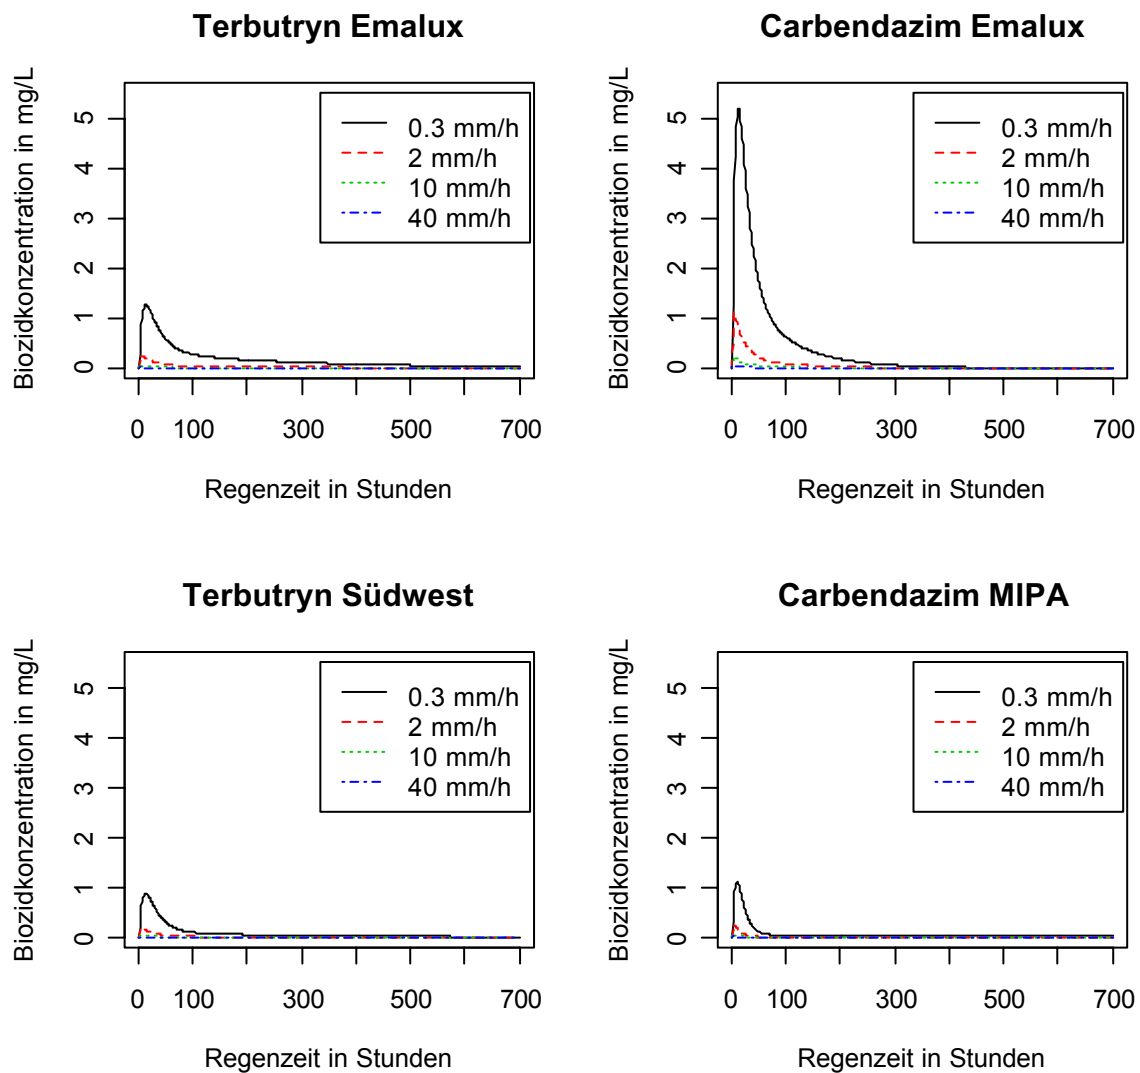 Terbutryn Emalux
Biozidkonzentration in mg/L
5
4
3
2
1
0
0.3 mm/h
2 mm/h
10 mm/h
40 mm/h
0 100 300 500 700
Regenzeit in Stunden
Carbendazim Emalux
Biozidkonzentration in mg/L
5
4
3
2
1
0
0.3 mm/h
2 mm/h
10 mm/h
40 mm/h
0 100 300 500 700
Regenzeit in Stunden
Terbutryn Südwest
Biozidkonzentration in mg/L
5
4
3
2
1
0
0.3 mm/h
2 mm/h
10 mm/h
40 mm/h
0 100 300 500 700
Regenzeit in Stunden
Carbendazim MIPA
Biozidkonzentration in mg/L
5
4
3
2
1
0
0.3 mm/h
2 mm/h
10 mm/h
40 mm/h
0 100 300 500 700
Regenzeit in Stunden